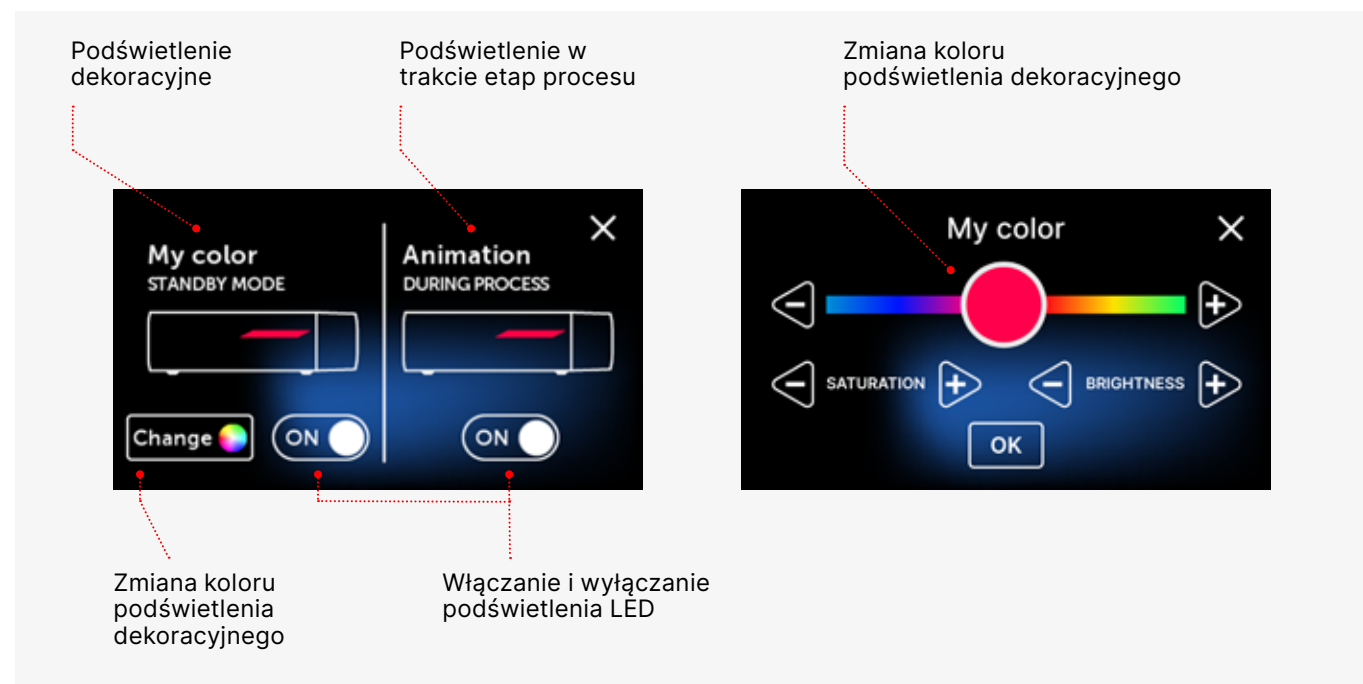 Podświetlenie
dekoracyjne
Podświetlenie w
trakcie etap procesu
Zmiana koloru
podświetlenia dekoracyjnego
My color
STANDBY MODE
Animation
DURING PROCESS
Change
ON
ON
My color
SATURATION
BRIGHTNESS
OK
Zmiana koloru
podświetlenia
dekoracyjnego
Włączanie i wyłączanie
podświetlenia LED